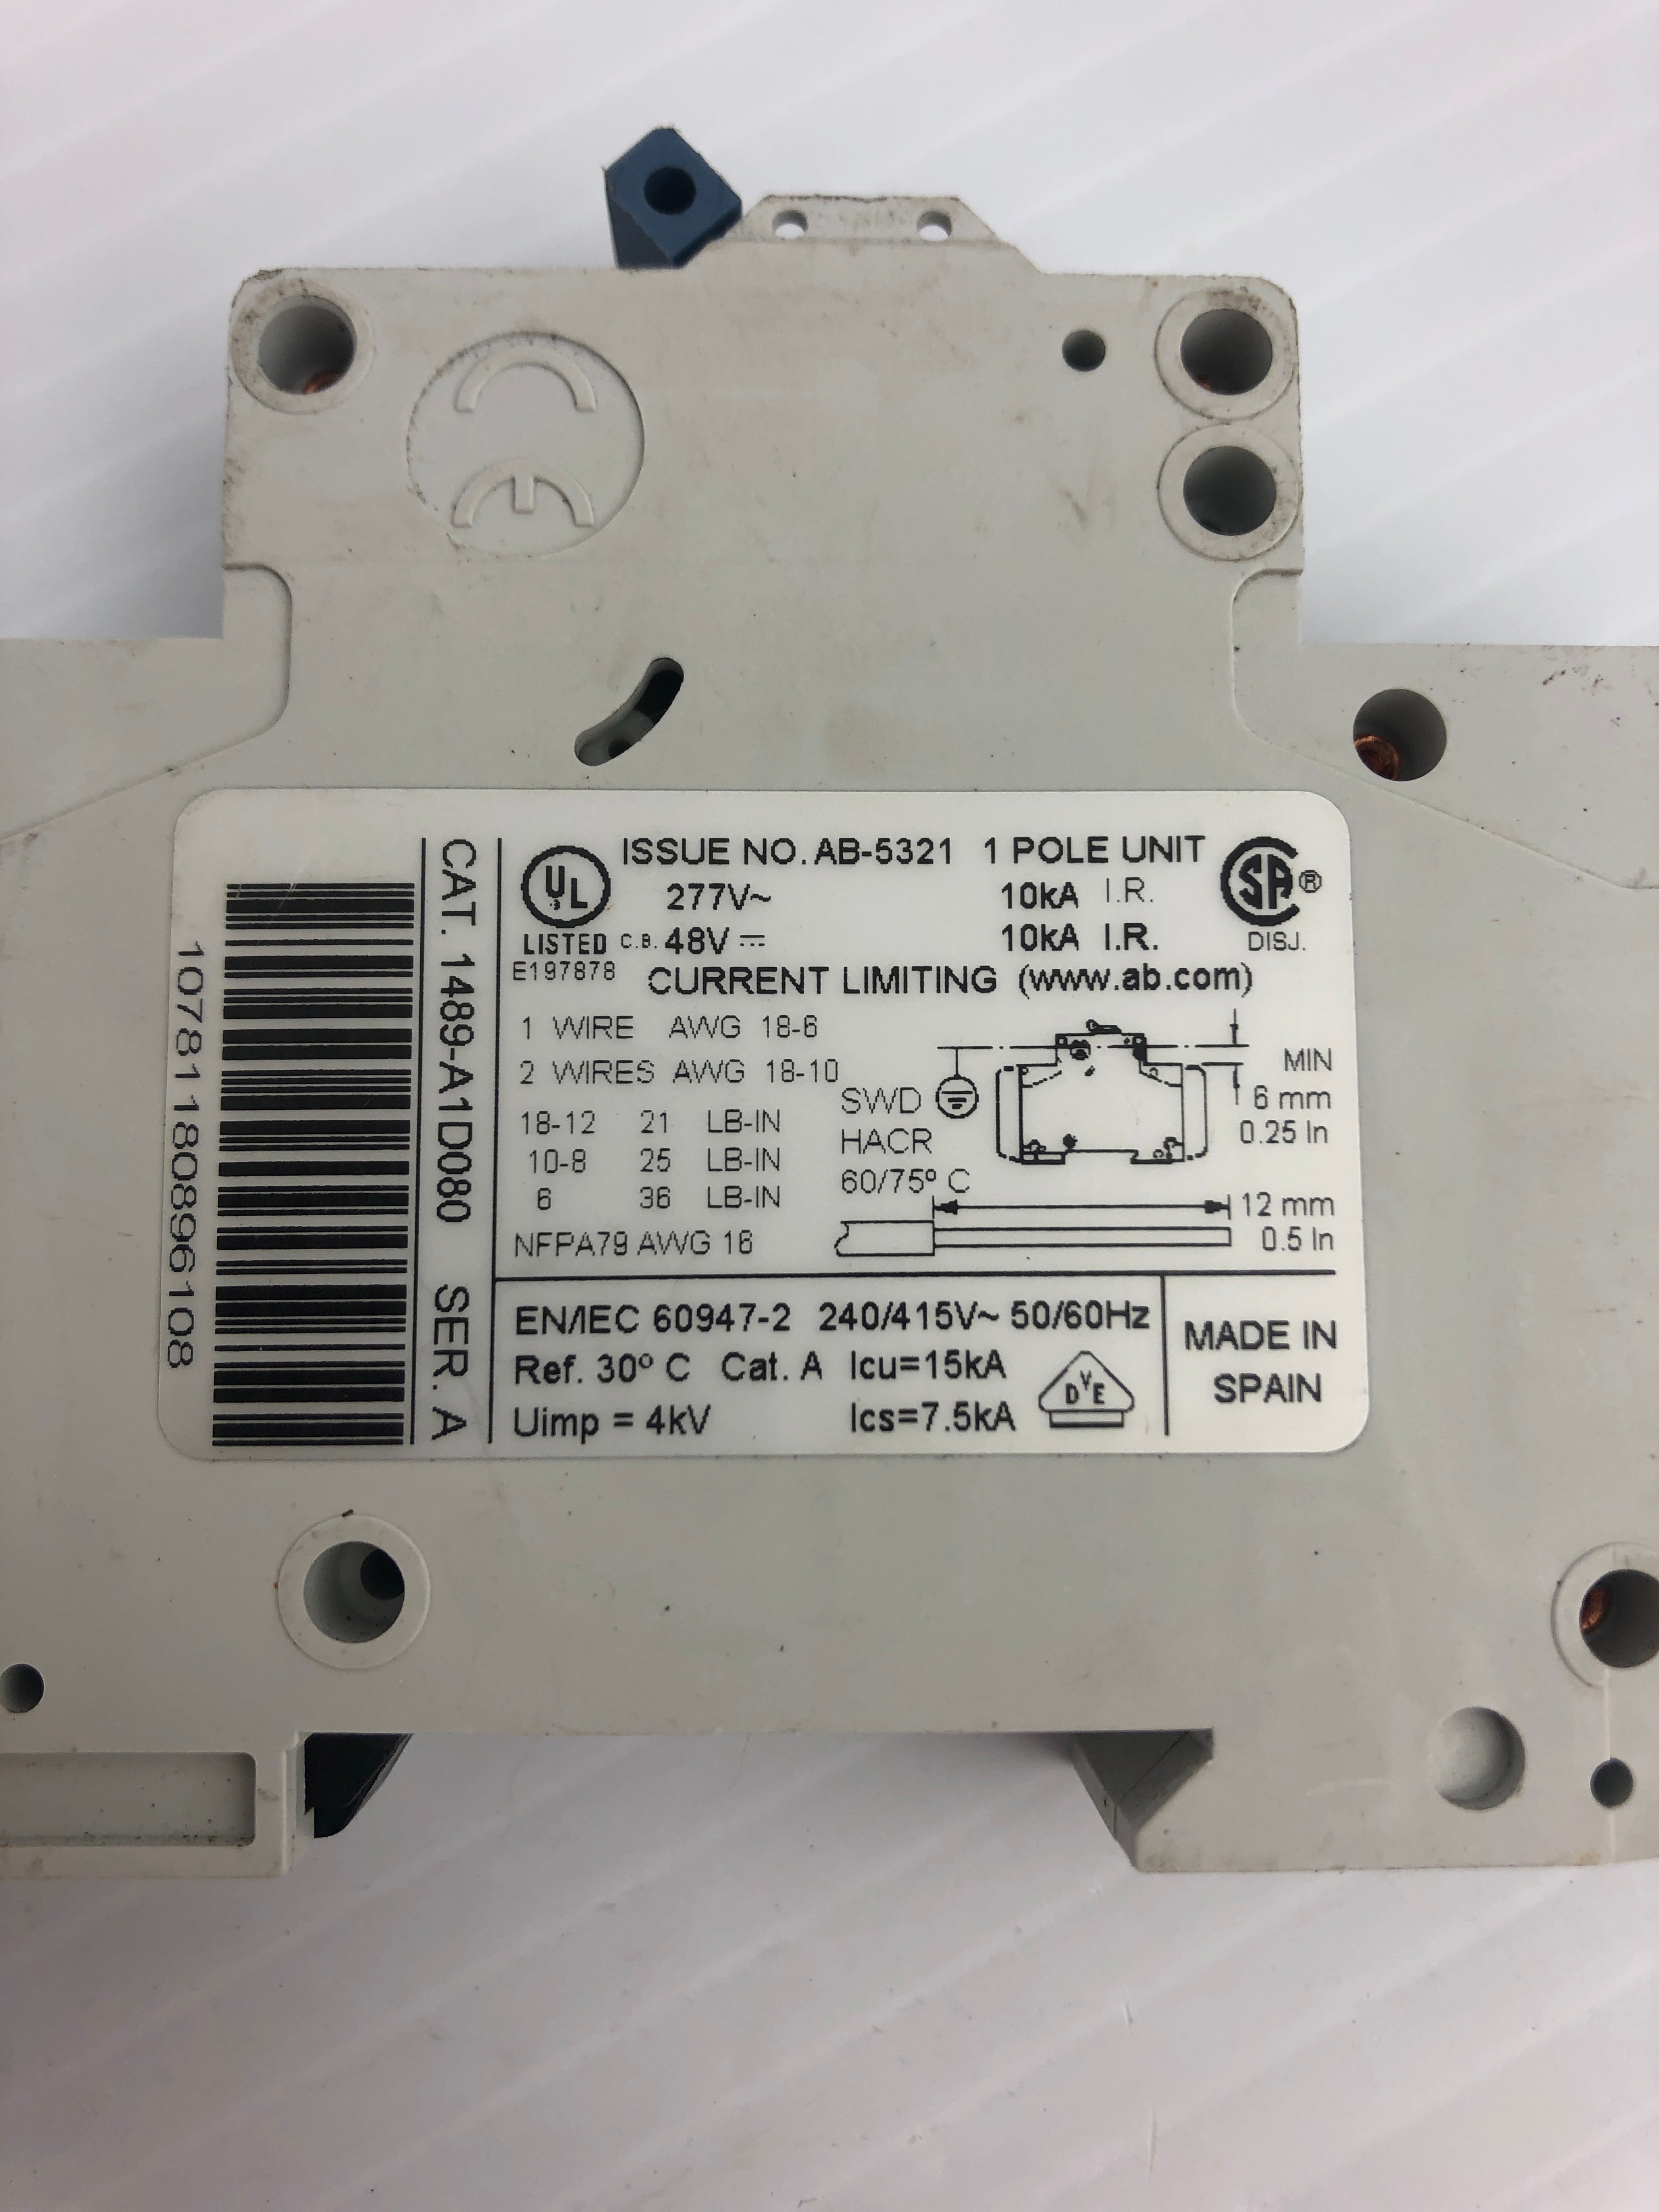 CE
UL
LISTED C.B.
E197878
ISSUE NO. AB-5321 1 POLE UNIT
277V~ 10kA I.R.
48V⎓ 10kA I.R.
SA®
DISJ.
CURRENT LIMITING (www.ab.com)
1 WIRE AWG 18-6
2 WIRES AWG 18-10
18-12 21 LB-IN
10-8 25 LB-IN
6 36 LB-IN
NFPA79 AWG 16
SWD
HACR
60/75º C
MIN
6 mm
0.25 In
12 mm
0.5 In
EN/IEC 60947-2 240/415V~ 50/60Hz
Ref. 30º C Cat. A Icu=15kA
Uimp = 4kV Ics=7.5kA
DVE
MADE IN
SPAIN
CAT. 1489-A1D080 SER. A
10781180896108